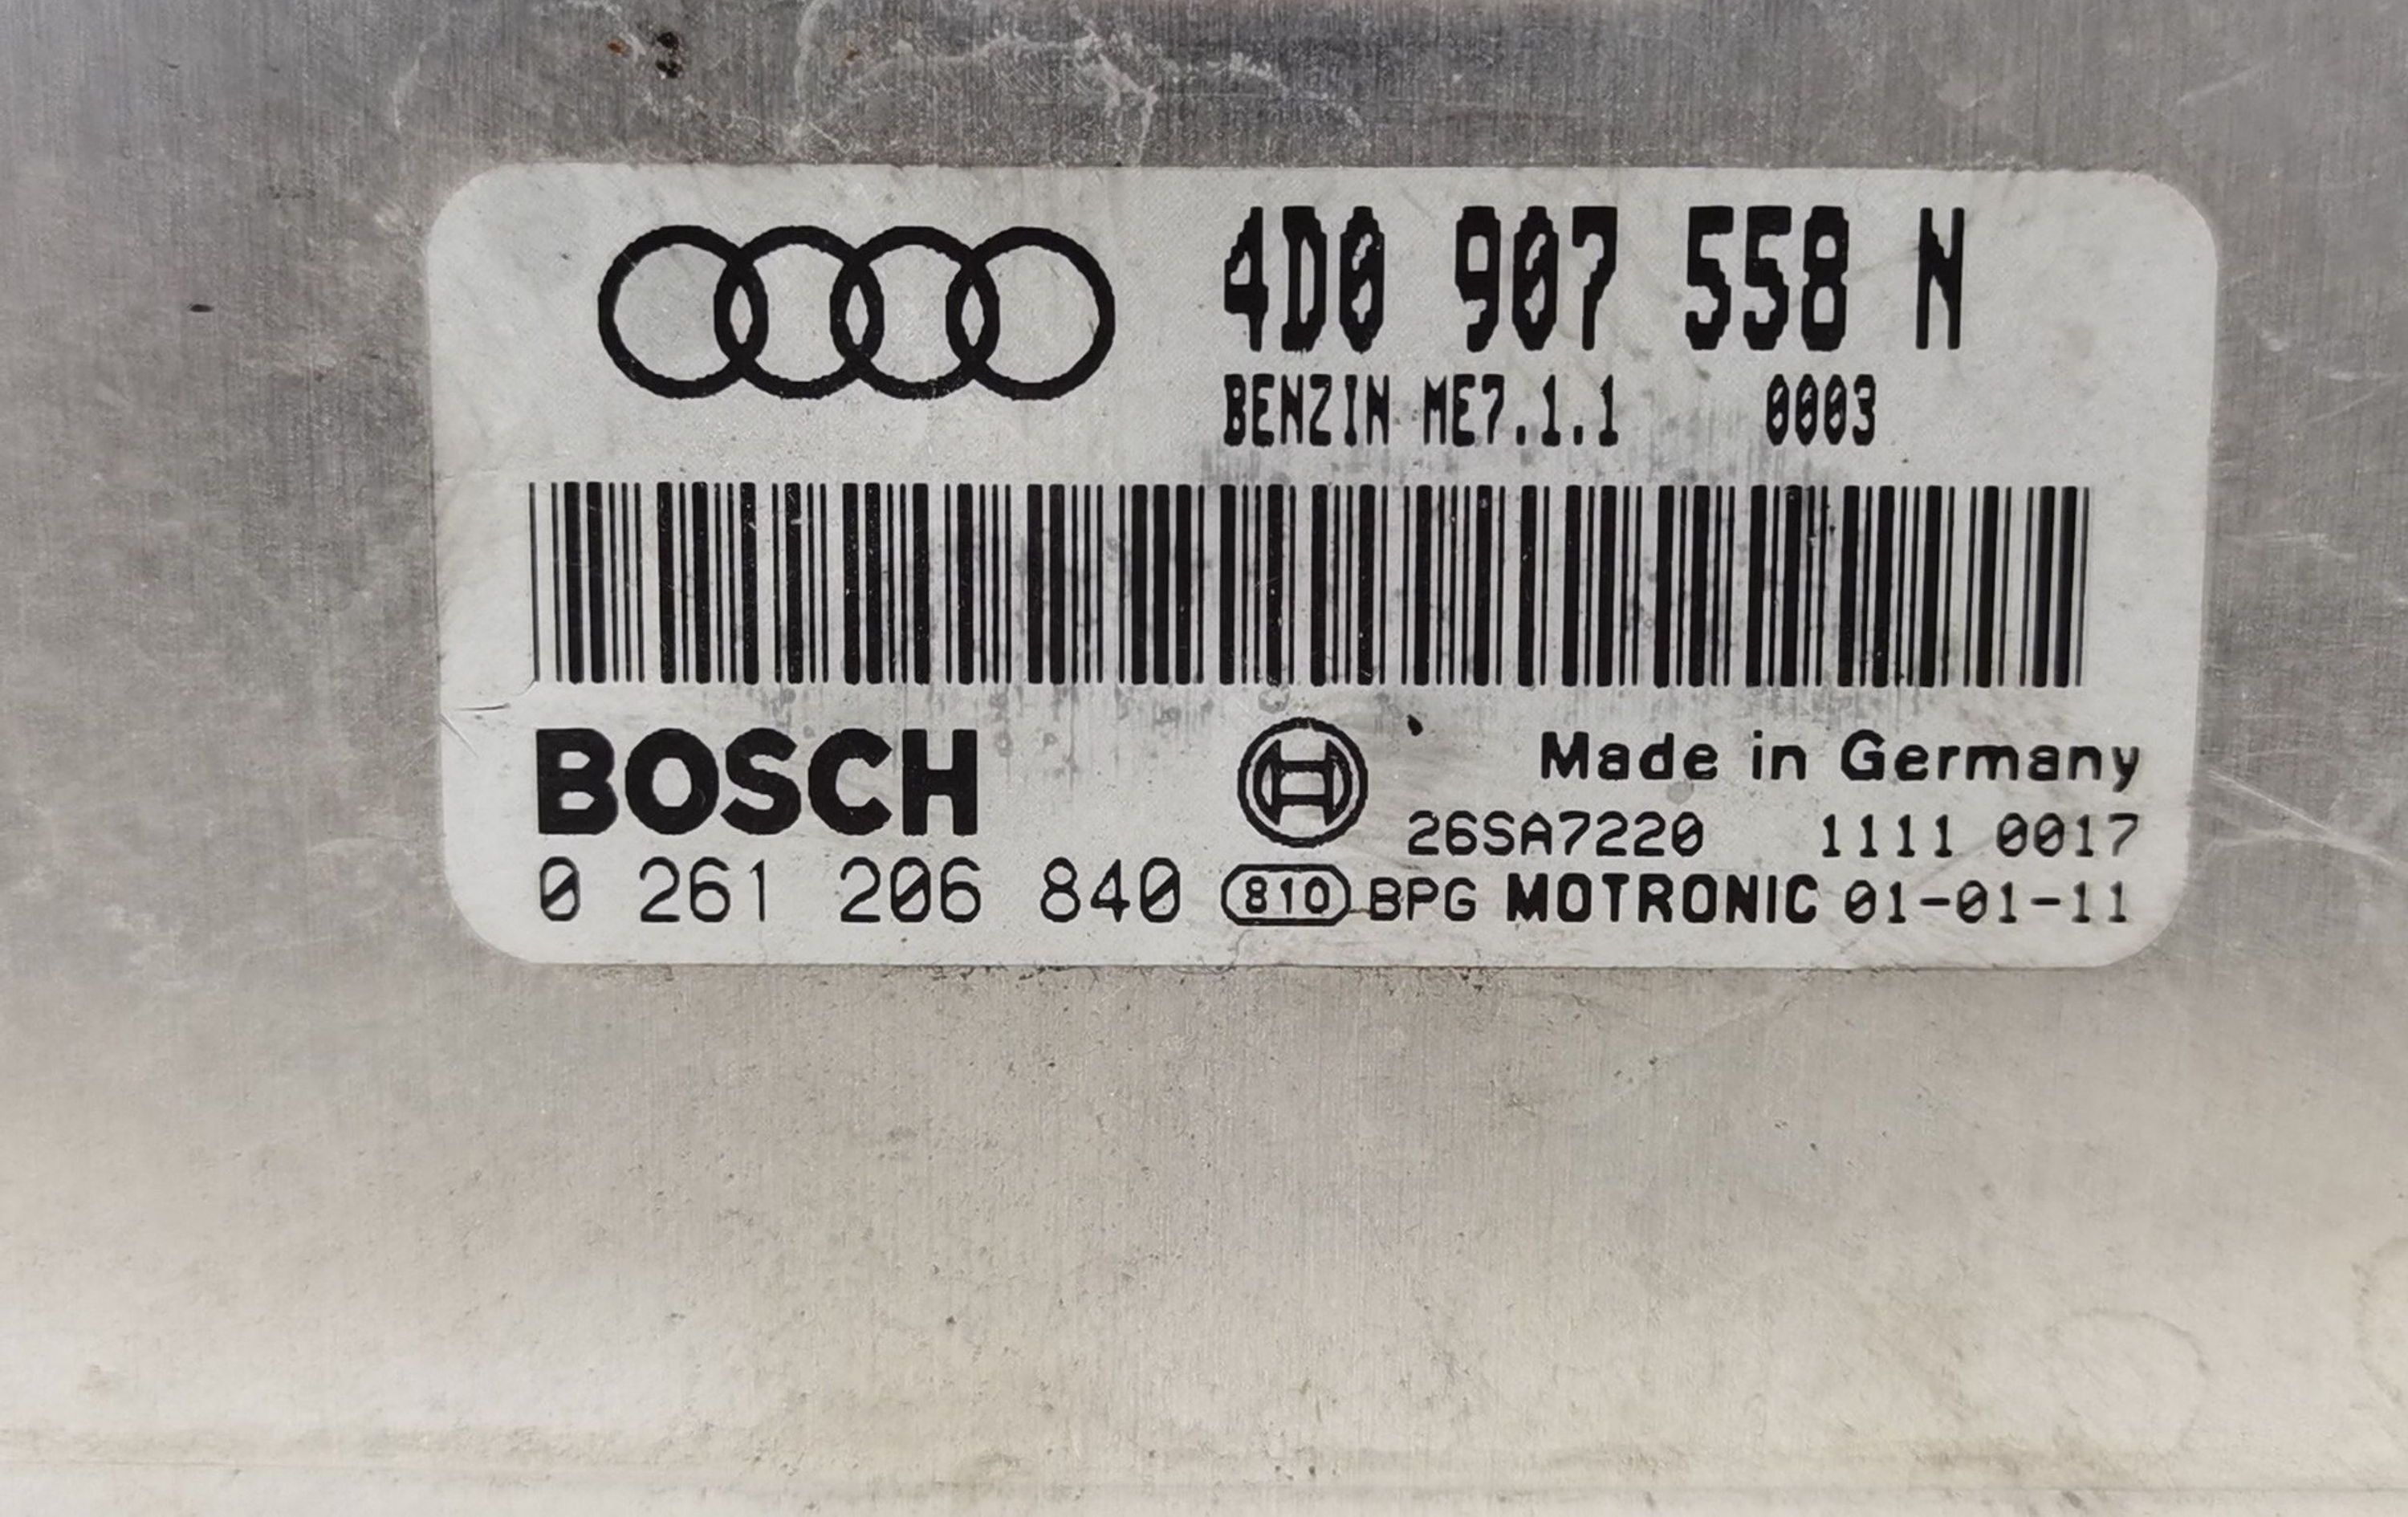 4D0 907 558 N
BENZIN ME7.1.1 0003
BOSCH
Made in Germany
26SA7220 1111 0017
0 261 206 840 810 BPG MOTRONIC 01-01-11